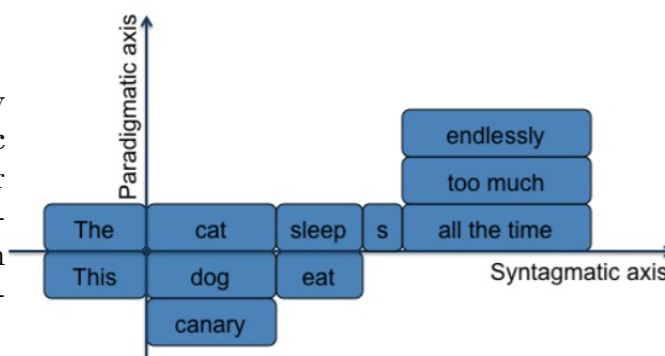 Paradigmatic axis
endlessly
too much
The cat sleep s all the time
Syntagmatic axis
This dog eat
canary